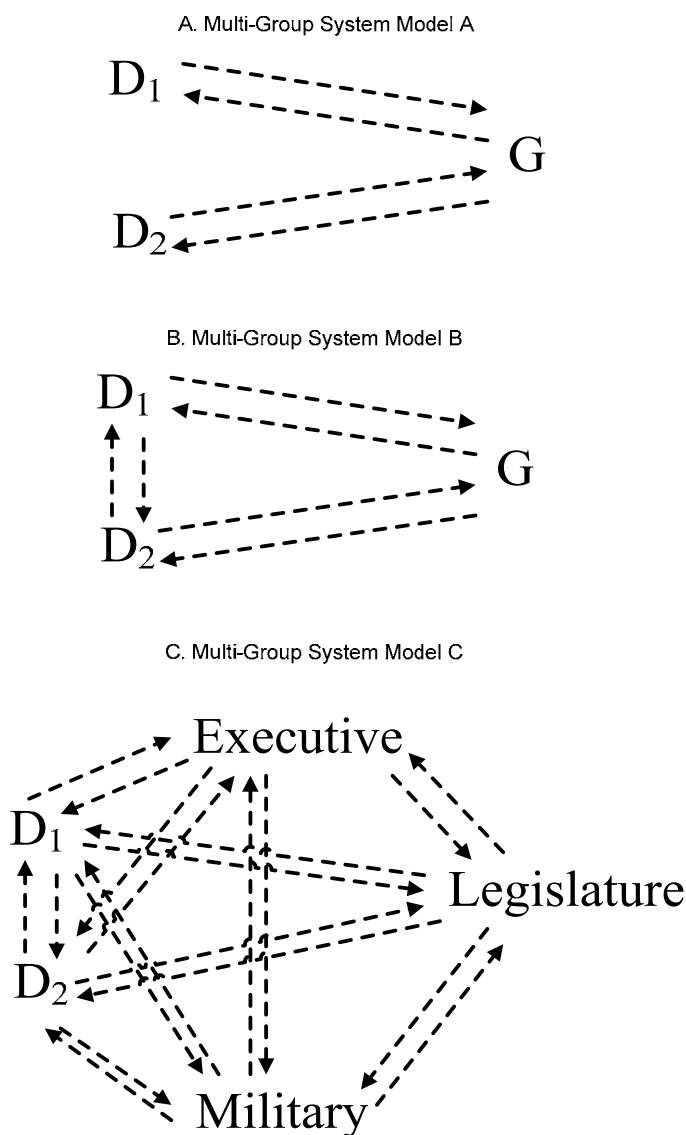 A. Multi-Group System Model A
D₁
G
D₂
B. Multi-Group System Model B
D₁
G
D₂
C. Multi-Group System Model C
Executive
D₁
Legislature
D₂
Military